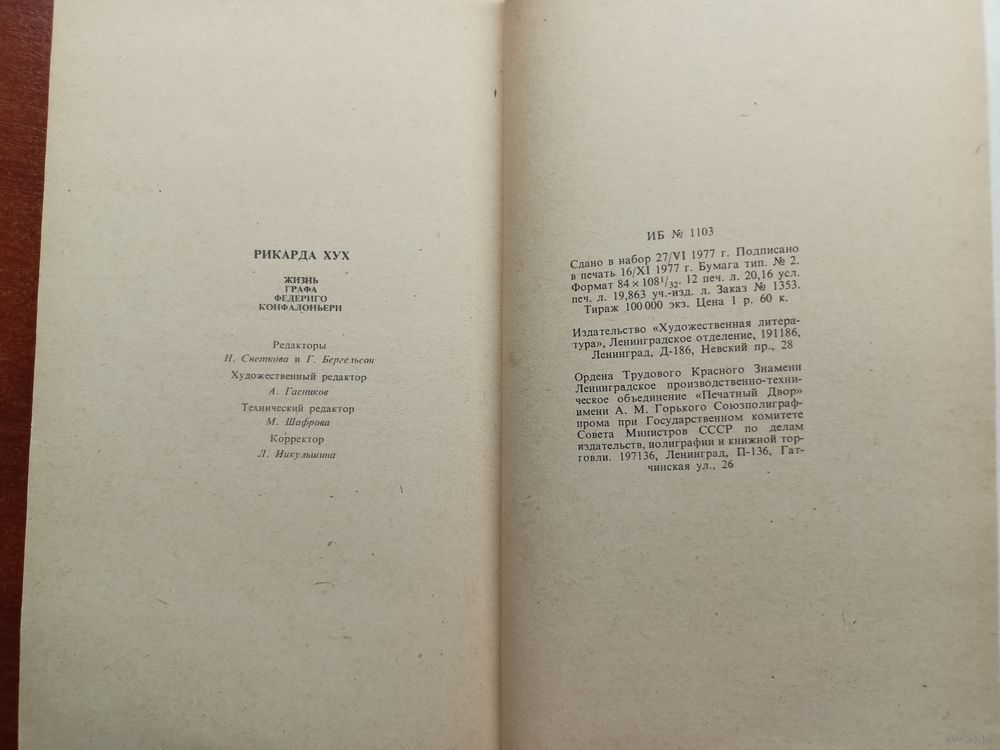 РИКАРДА ХУХ
ЖИЗНЬ
ГРАФА
ФЕДЕРИГО
КОНФАЛОНЬЕРИ
Редакторы
Н. Снеткова и Г. Бергельсон
Художественный редактор
А. Гасников
Технический редактор
М. Шафрова
Корректор
Л. Никульшина
ИБ № 1103
Сдано в набор 27/VI 1977 г. Подписано
в печать 16/XI 1977 г. Бумага тип. № 2.
Формат 84×108¹/₃₂. 12 печ. л. 20,16 усл.
печ. л. 19,863 уч.-изд. л. Заказ № 1353.
Тираж 100 000 экз. Цена 1 р. 60 к.
Издательство «Художественная литера-
тура», Ленинградское отделение, 191186,
Ленинград, Д-186, Невский пр., 28
Ордена Трудового Красного Знамени
Ленинградское производственно-техни-
ческое объединение «Печатный Двор»
имени А. М. Горького Союзполиграф-
прома при Государственном комитете
Совета Министров СССР по делам
издательств, полиграфии и книжной тор-
говли. 197136, Ленинград, П-136, Гат-
чинская ул., 26